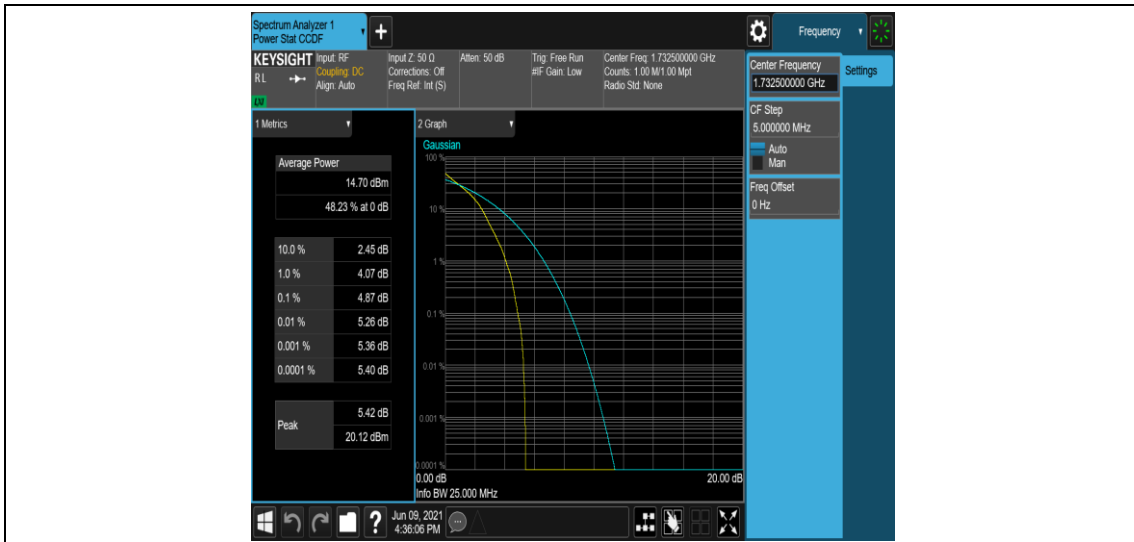 Spectrum Analyzer 1
Power Stat CCDF
+
Frequency
KEYSIGHT
RL
LXI
Input: RF
Coupling: DC
Align: Auto
Input Z: 50 Ω
Corrections: Off
Freq Ref: Int (S)
Atten: 50 dB
Trig: Free Run
#IF Gain: Low
Center Freq: 1.732500000 GHz
Counts: 1.00 M/1.00 Mpt
Radio Std: None
Center Frequency
1.732500000 GHz
Settings
CF Step
5.000000 MHz
Auto
Man
Freq Offset
0 Hz
1 Metrics
Average Power
14.70 dBm
48.23 % at 0 dB
10.0 % 2.45 dB
1.0 % 4.07 dB
0.1 % 4.87 dB
0.01 % 5.26 dB
0.001 % 5.36 dB
0.0001 % 5.40 dB
Peak
5.42 dB
20.12 dBm
2 Graph
Gaussian
100 %
10 %
1 %
0.1 %
0.01 %
0.001 %
0.0001 %
0.00 dB 20.00 dB
Info BW 25.000 MHz
?
Jun 09, 2021
4:36:06 PM